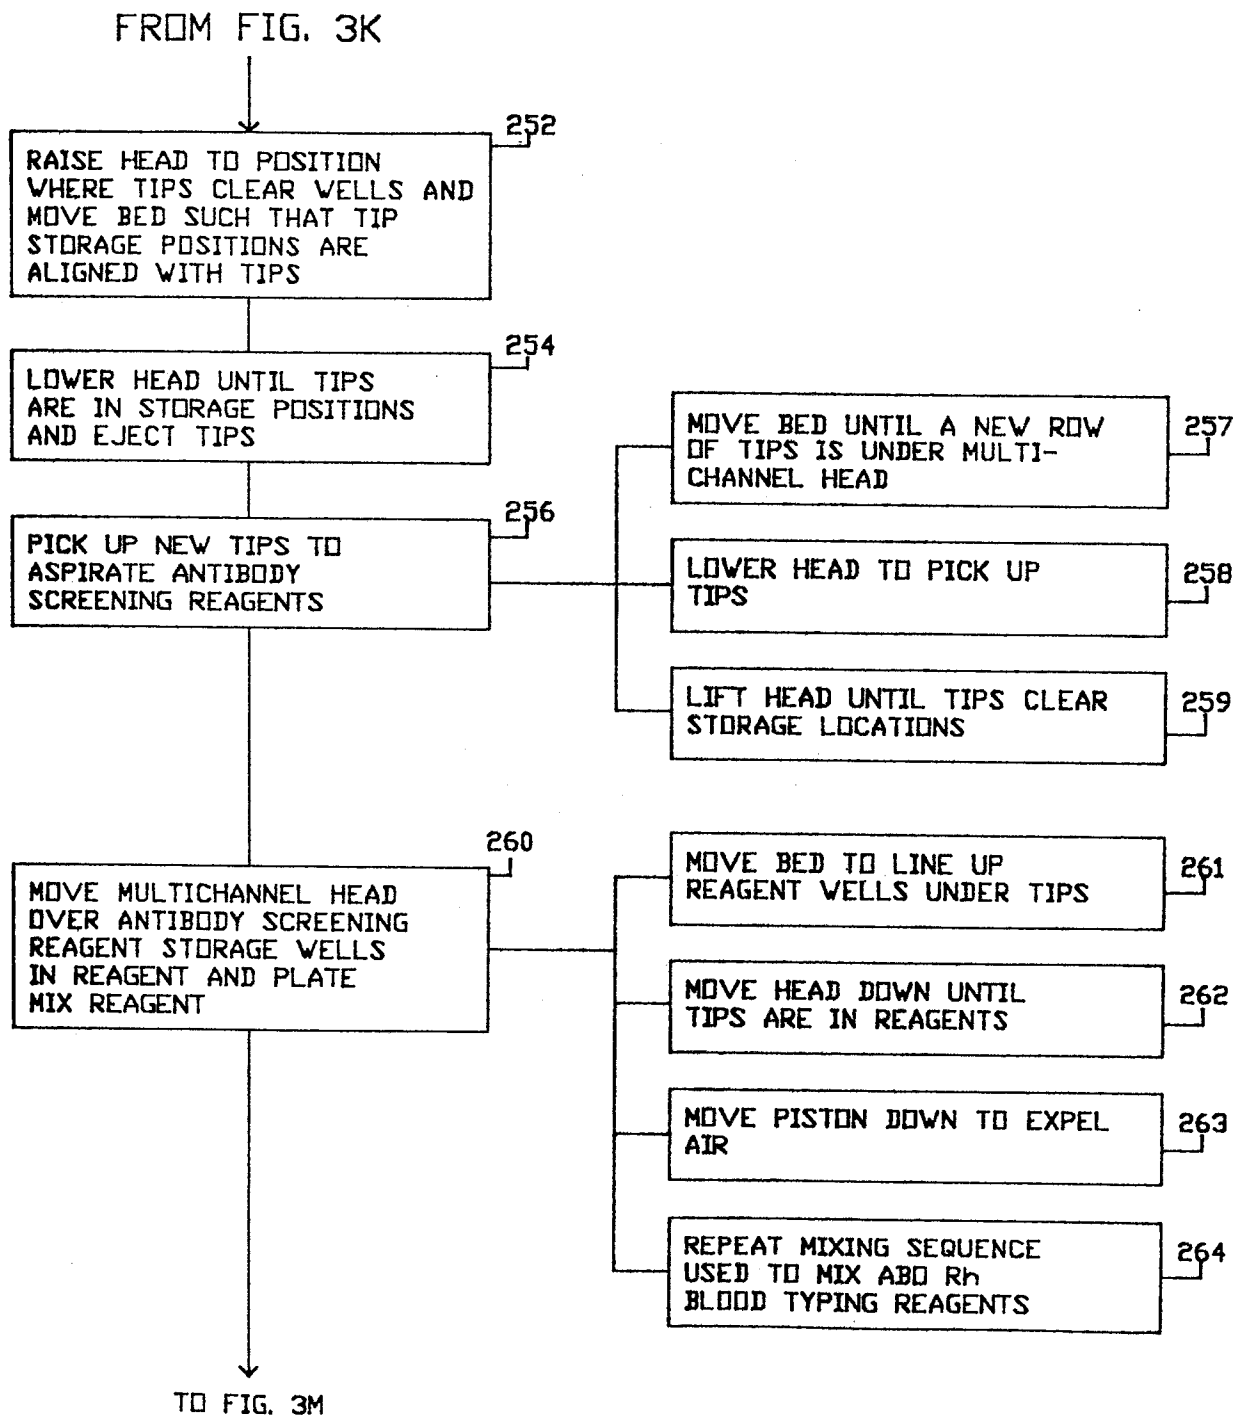 FROM FIG. 3K
252
RAISE HEAD TO POSITION
WHERE TIPS CLEAR WELLS AND
MOVE BED SUCH THAT TIP
STORAGE POSITIONS ARE
ALIGNED WITH TIPS
254
LOWER HEAD UNTIL TIPS
ARE IN STORAGE POSITIONS
AND EJECT TIPS
256
PICK UP NEW TIPS TO
ASPIRATE ANTIBODY
SCREENING REAGENTS
MOVE BED UNTIL A NEW ROW
OF TIPS IS UNDER MULTI-
CHANNEL HEAD
257
LOWER HEAD TO PICK UP
TIPS
258
LIFT HEAD UNTIL TIPS CLEAR
STORAGE LOCATIONS
259
260
MOVE MULTICHANNEL HEAD
OVER ANTIBODY SCREENING
REAGENT STORAGE WELLS
IN REAGENT AND PLATE
MIX REAGENT
MOVE BED TO LINE UP
REAGENT WELLS UNDER TIPS
261
MOVE HEAD DOWN UNTIL
TIPS ARE IN REAGENTS
262
MOVE PISTON DOWN TO EXPEL
AIR
263
REPEAT MIXING SEQUENCE
USED TO MIX ABO Rh
BLOOD TYPING REAGENTS
264
TO FIG. 3M